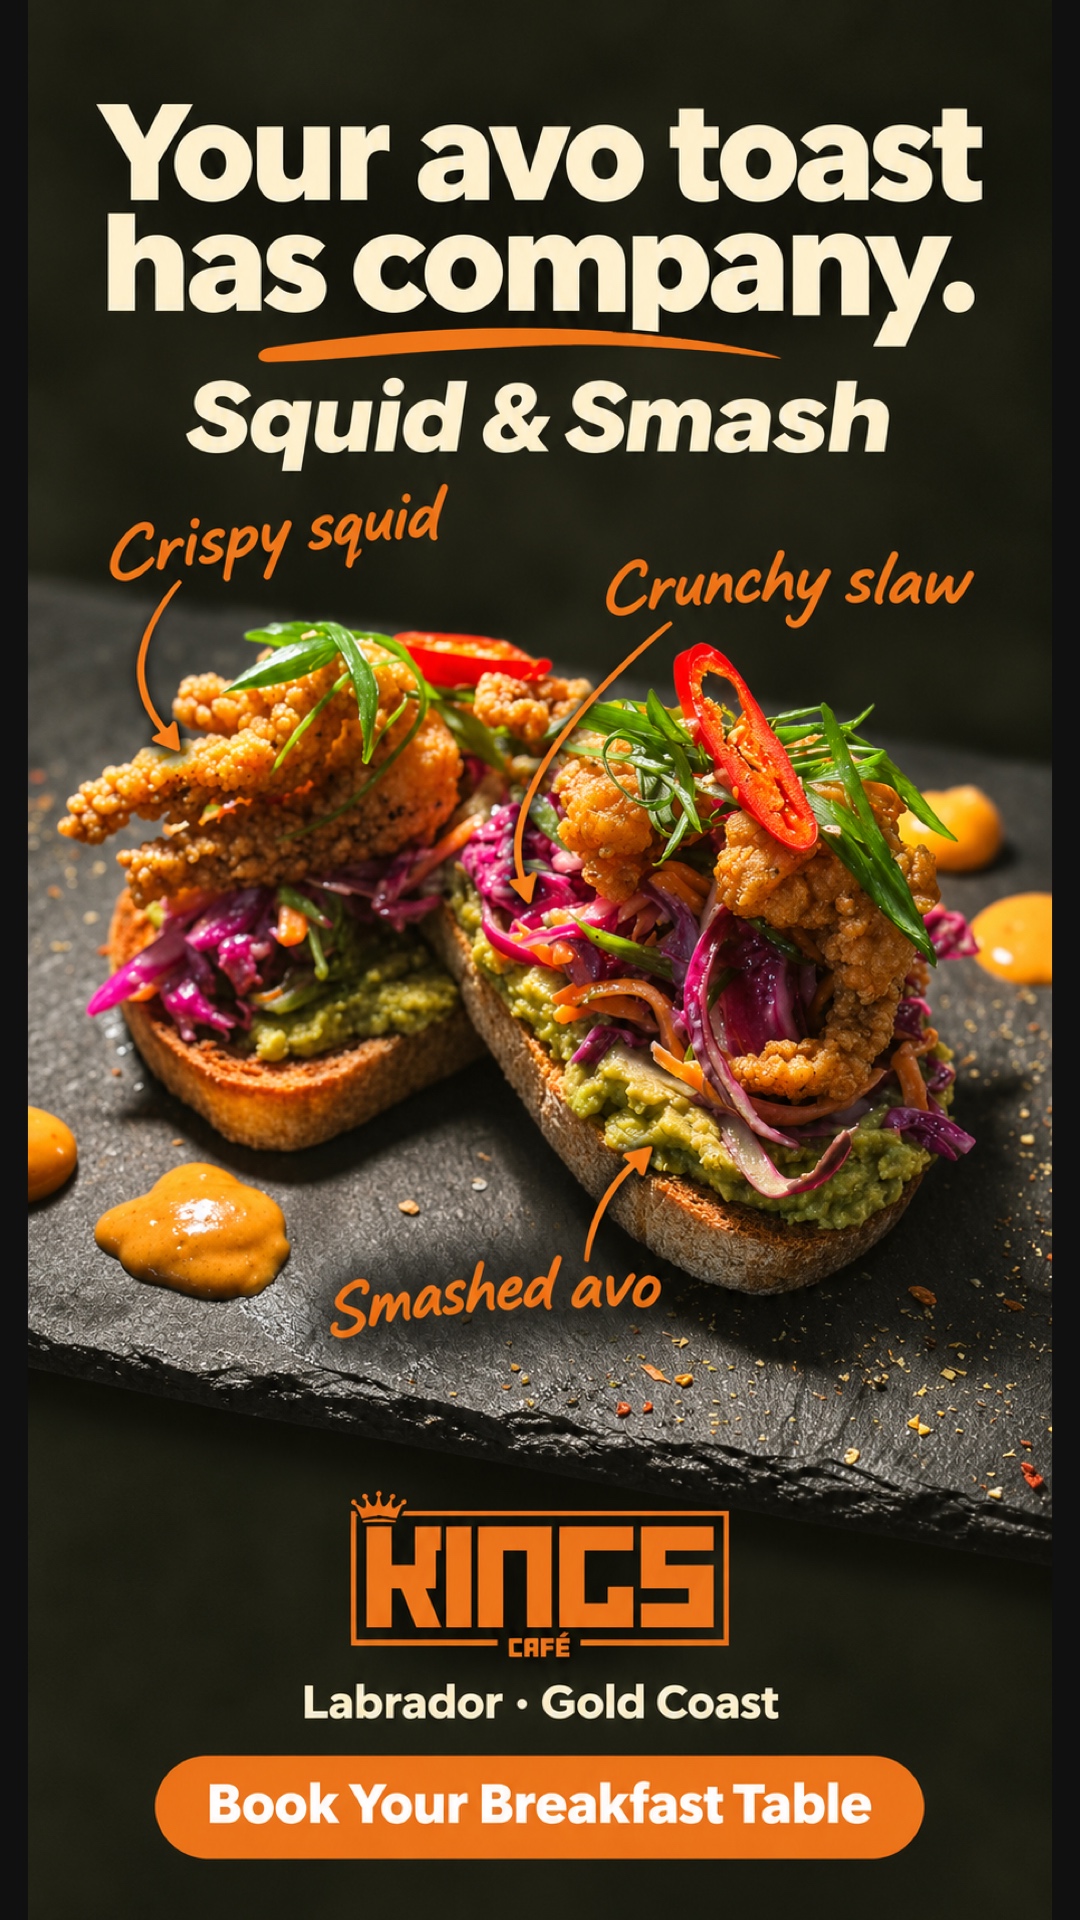 Your avo toast
has company.
Squid & Smash
Crispy squid
Crunchy slaw
Smashed avo
KINGS
CAFÉ
Labrador · Gold Coast
Book Your Breakfast Table